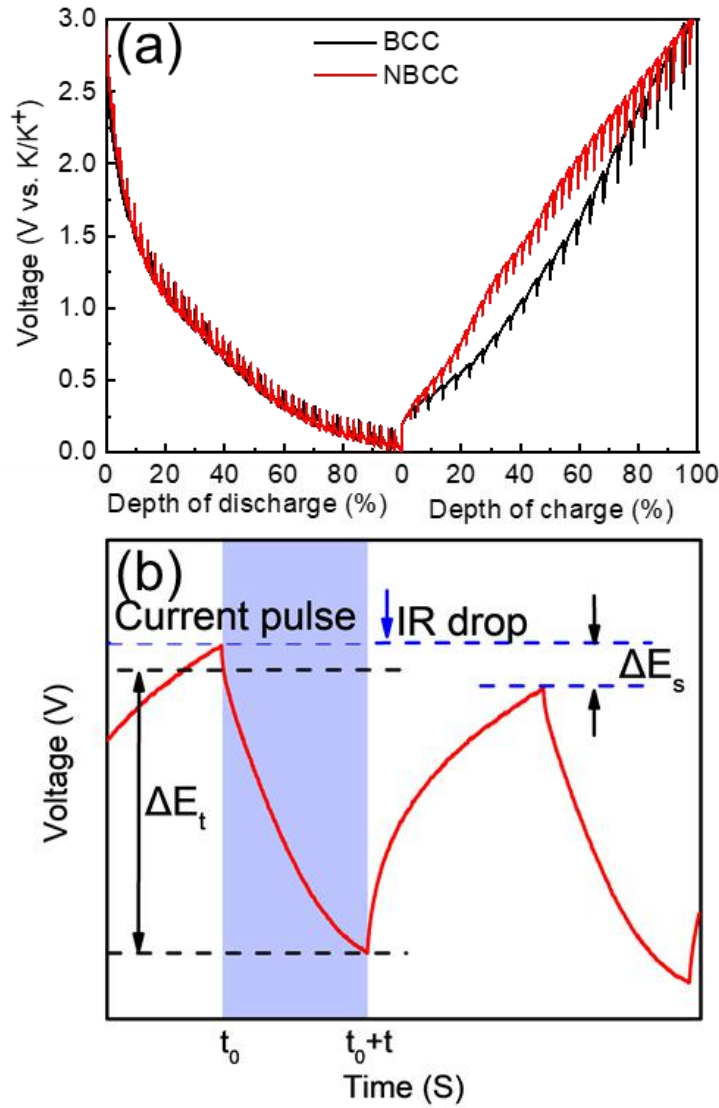 (a)
BCC
NBCC
3.0
2.5
2.0
1.5
1.0
0.5
0.0
Voltage (V vs. K/K⁺)
0 20 40 60 80 0 20 40 60 80 100
Depth of discharge (%) Depth of charge (%)
(b)
Current pulse IR drop
ΔEₛ
ΔEₜ
Voltage (V)
t₀ t₀+t
Time (S)